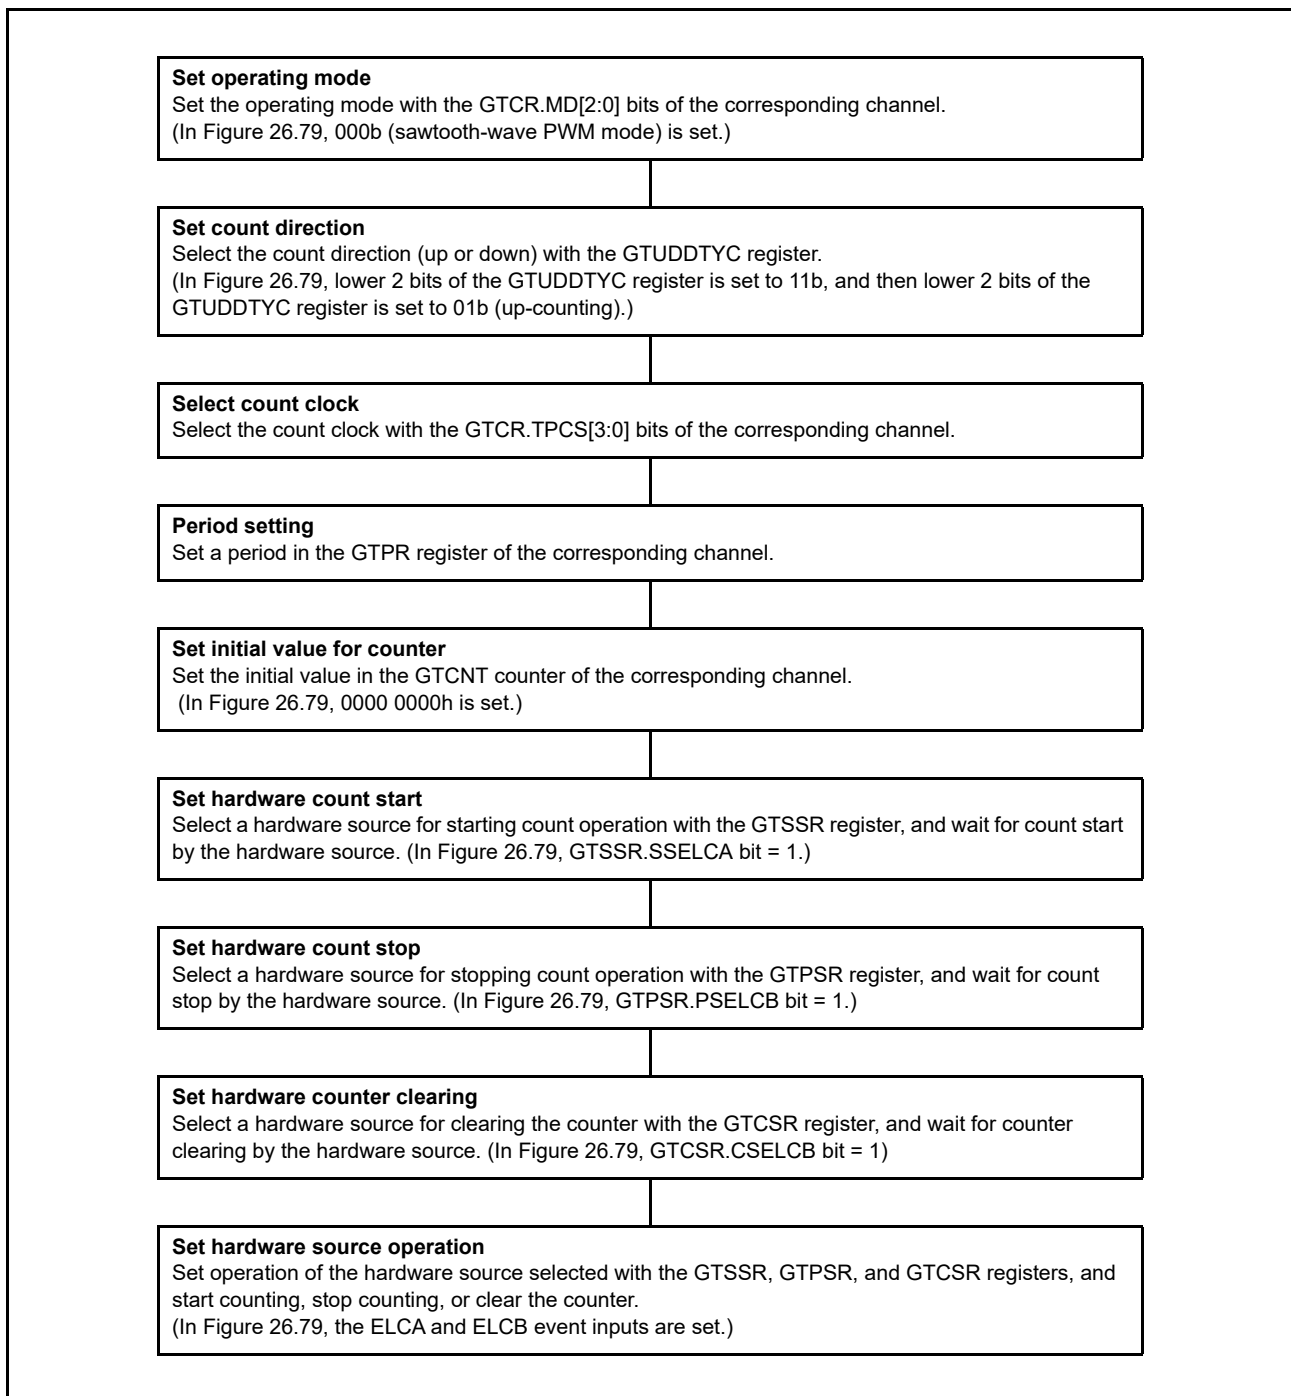 Set operating mode
Set the operating mode with the GTCR.MD[2:0] bits of the corresponding channel.
(In Figure 26.79, 000b (sawtooth-wave PWM mode) is set.)
Set count direction
Select the count direction (up or down) with the GTUDDTYC register.
(In Figure 26.79, lower 2 bits of the GTUDDTYC register is set to 11b, and then lower 2 bits of the
GTUDDTYC register is set to 01b (up-counting).)
Select count clock
Select the count clock with the GTCR.TPCS[3:0] bits of the corresponding channel.
Period setting
Set a period in the GTPR register of the corresponding channel.
Set initial value for counter
Set the initial value in the GTCNT counter of the corresponding channel.
(In Figure 26.79, 0000 0000h is set.)
Set hardware count start
Select a hardware source for starting count operation with the GTSSR register, and wait for count start
by the hardware source. (In Figure 26.79, GTSSR.SSELCA bit = 1.)
Set hardware count stop
Select a hardware source for stopping count operation with the GTPSR register, and wait for count
stop by the hardware source. (In Figure 26.79, GTPSR.PSELCB bit = 1.)
Set hardware counter clearing
Select a hardware source for clearing the counter with the GTCSR register, and wait for counter
clearing by the hardware source. (In Figure 26.79, GTCSR.CSELCB bit = 1)
Set hardware source operation
Set operation of the hardware source selected with the GTSSR, GTPSR, and GTCSR registers, and
start counting, stop counting, or clear the counter.
(In Figure 26.79, the ELCA and ELCB event inputs are set.)